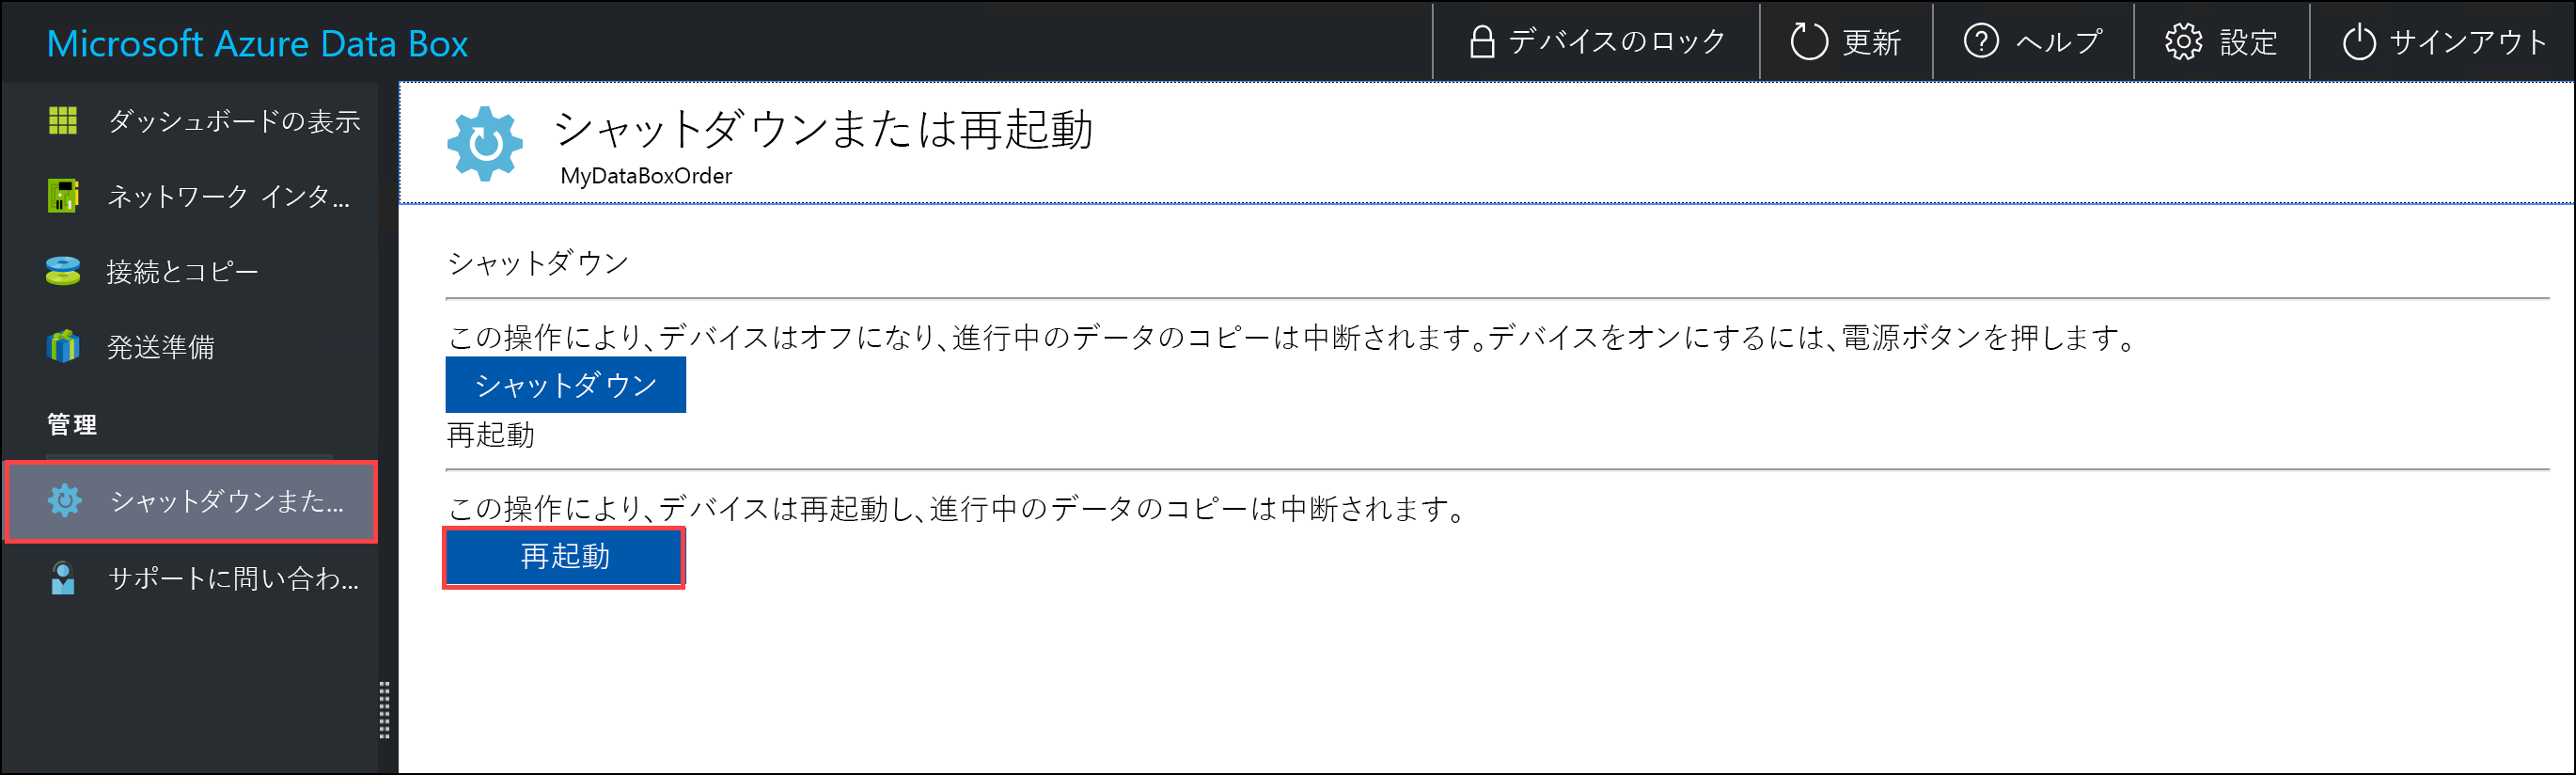 Microsoft Azure Data Box
デバイスのロック
更新
ヘルプ
設定
サインアウト
ダッシュボードの表示
ネットワーク インタ...
接続とコピー
発送準備
管理
シャットダウンまた...
サポートに問い合わ...
シャットダウンまたは再起動
MyDataBoxOrder
シャットダウン
この操作により、デバイスはオフになり、進行中のデータのコピーは中断されます。デバイスをオンにするには、電源ボタンを押します。
シャットダウン
再起動
この操作により、デバイスは再起動し、進行中のデータのコピーは中断されます。
再起動